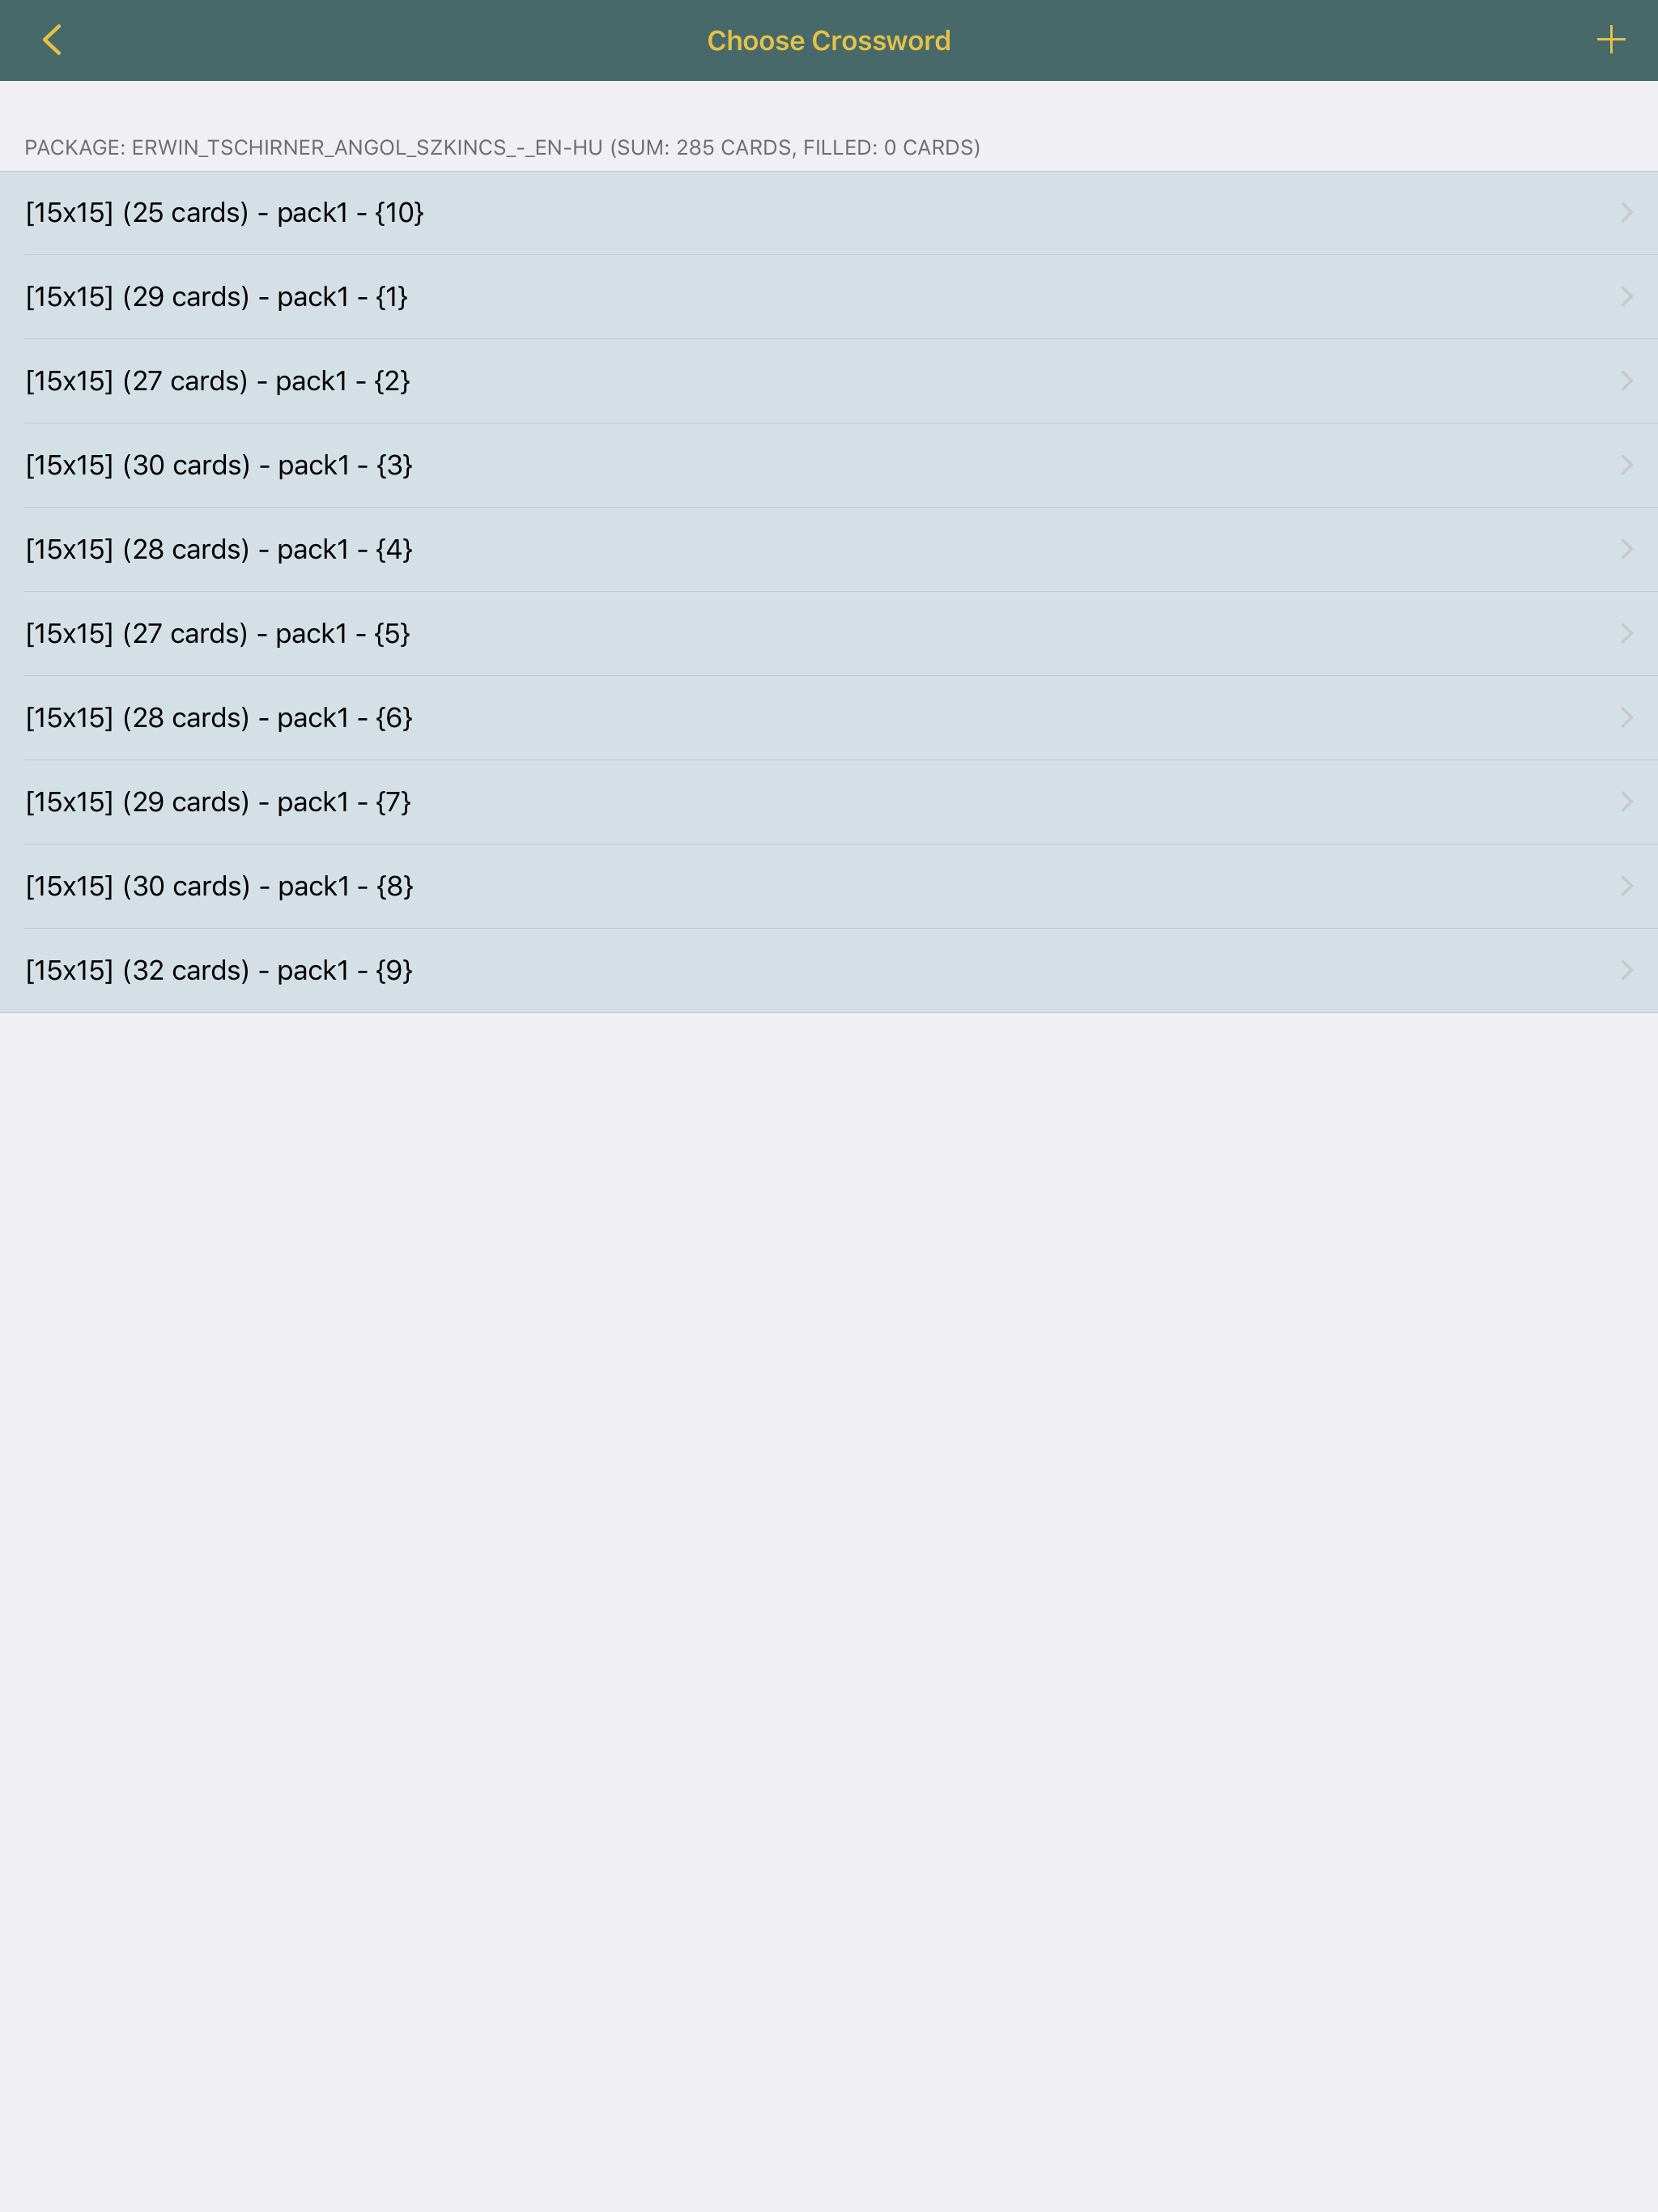 Choose Crossword
PACKAGE: ERWIN_TSCHIRNER_ANGOL_SZKINCS_-_EN-HU (SUM: 285 CARDS, FILLED: 0 CARDS)
[15x15] (25 cards) - pack1 - {10}
[15x15] (29 cards) - pack1 - {1}
[15x15] (27 cards) - pack1 - {2}
[15x15] (30 cards) - pack1 - {3}
[15x15] (28 cards) - pack1 - {4}
[15x15] (27 cards) - pack1 - {5}
[15x15] (28 cards) - pack1 - {6}
[15x15] (29 cards) - pack1 - {7}
[15x15] (30 cards) - pack1 - {8}
[15x15] (32 cards) - pack1 - {9}